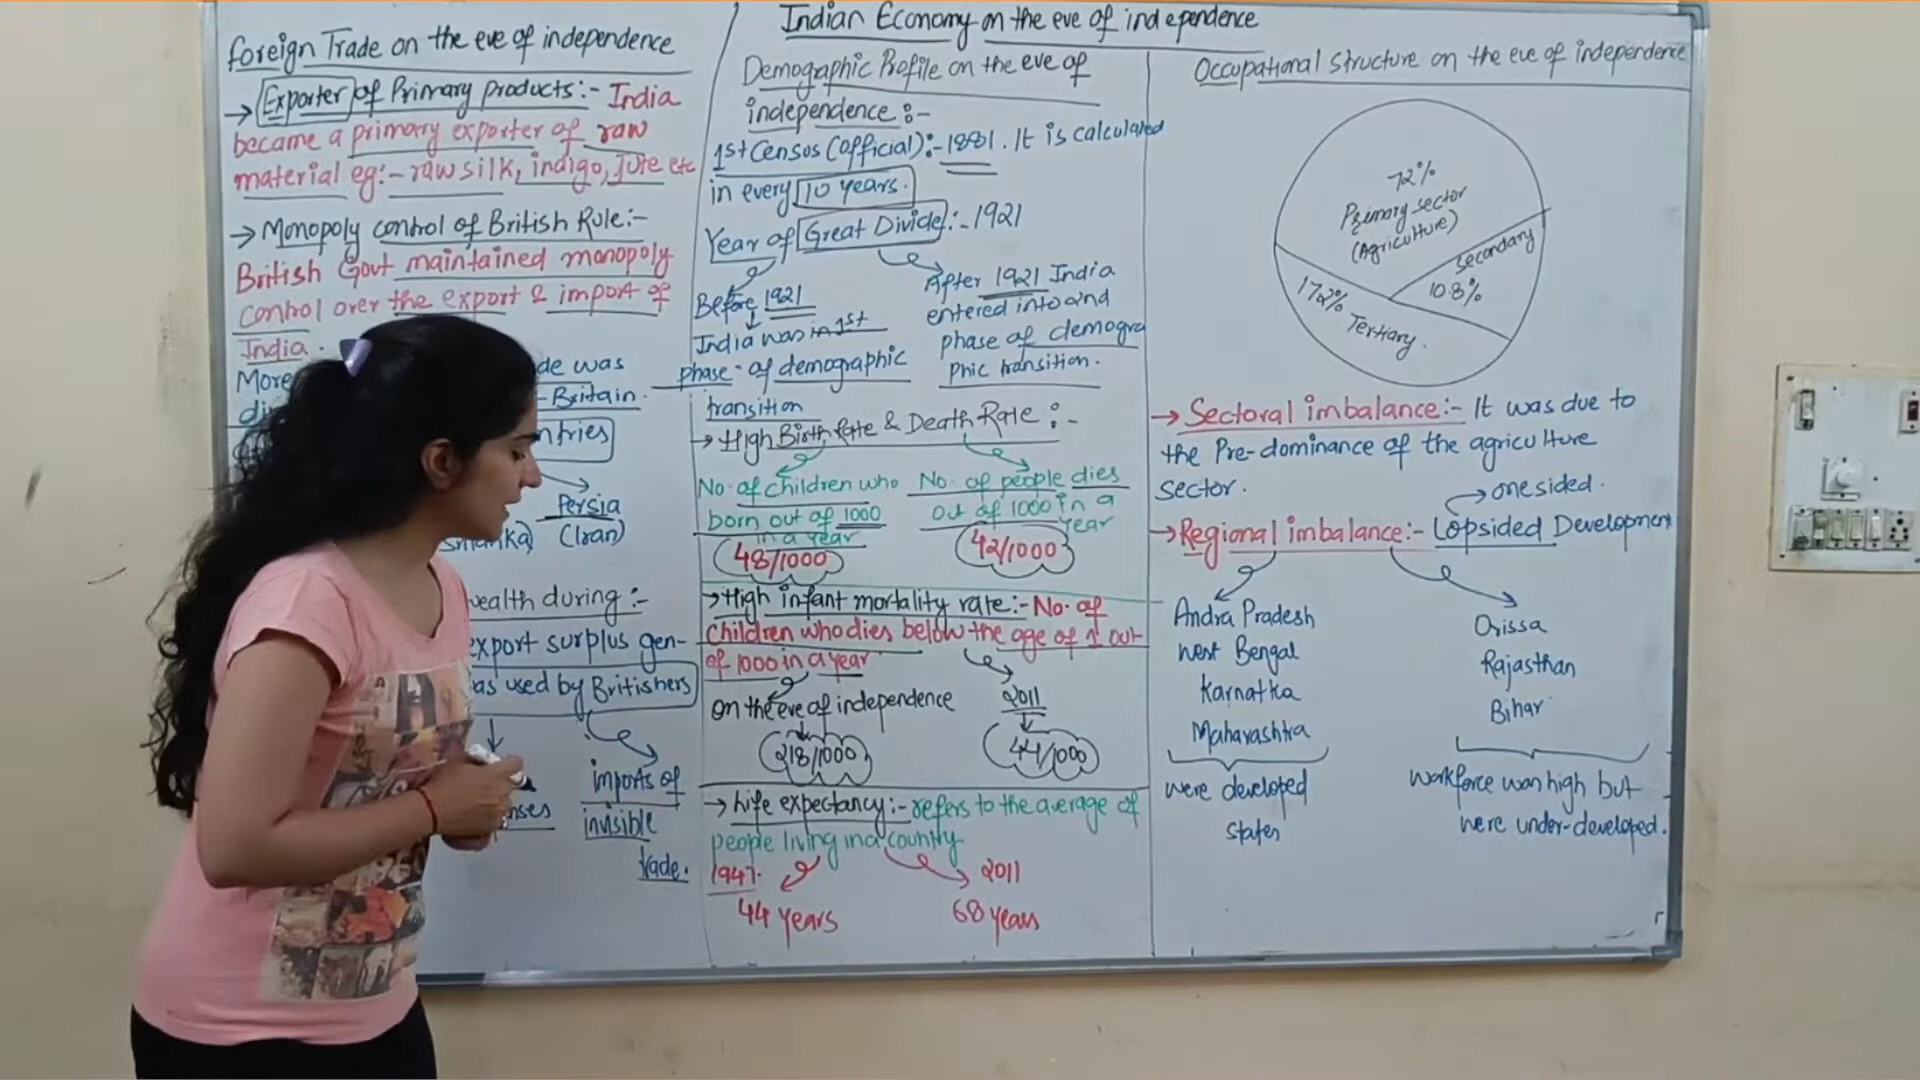 Indian Economy on the eve of independence
Foreign Trade on the eve of independence
→ Exporter of Primary products:- India
became a primary exporter of raw
material eg:- raw silk, indigo, jute etc
→ Monopoly control of British Rule:-
British Govt maintained monopoly
control over the export & import of
India.
More de was
Britain.
Persia
(Iran)
wealth during:-
export surplus gen-
as used by Britishers
imports of
invisible
trade.
Demographic Profile on the eve of
independence:-
1st Census (official):- 1881. It is calculated
in every 10 years.
Year of Great Divide:- 1921
Before 1921
India was in 1st
phase of demographic
transition
After 1921 India
entered into 2nd
phase of demogra
phic transition.
→ High Birth Rate & Death Rate:-
No. of children who
born out of 1000
in a year
48/1000
No. of people dies
out of 1000 in a
year
42/1000
→ High infant mortality rate:- No. of
Children who dies below the age of 1 out
of 1000 in a year
on the eve of independence
218/1000
2011
44/1000
→ Life expectancy:- refers to the average of
people living in a country
1947.
44 years
2011
68 years
Occupational structure on the eve of independence
72%
Primary sector
(Agriculture)
Secondary
10.8%
17.2%
Tertiary.
→ Sectoral imbalance:- It was due to
the Pre-dominance of the agriculture
sector.
one sided.
→ Regional imbalance:- Lopsided Development
Andra Pradesh
West Bengal
Karnatka
Maharashtra
were developed
states
Orissa
Rajasthan
Bihar
Workforce was high but
were under-developed.